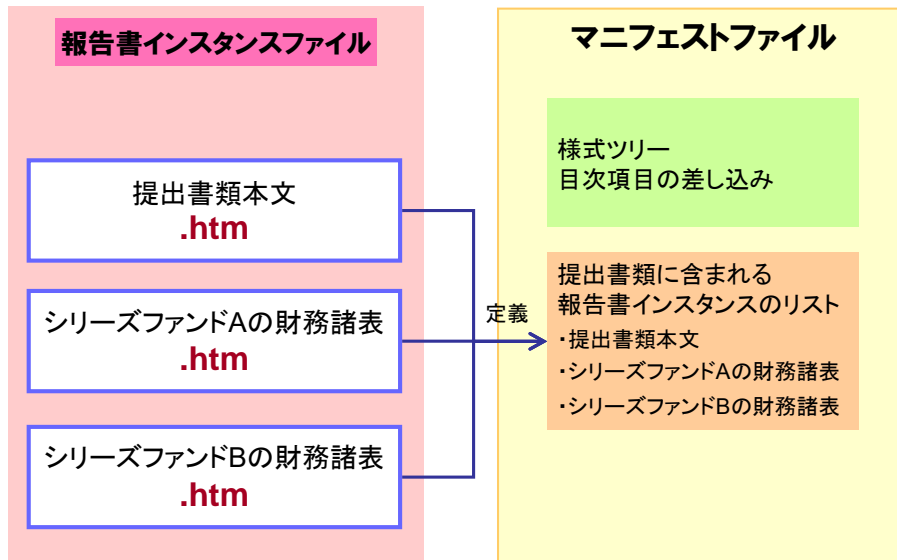 報告書インスタンスファイル
提出書類本文
.htm
シリーズファンドAの財務諸表
.htm
シリーズファンドBの財務諸表
.htm
定義
マニフェストファイル
様式ツリー
目次項目の差し込み
提出書類に含まれる
報告書インスタンスのリスト
・提出書類本文
・シリーズファンドAの財務諸表
・シリーズファンドBの財務諸表